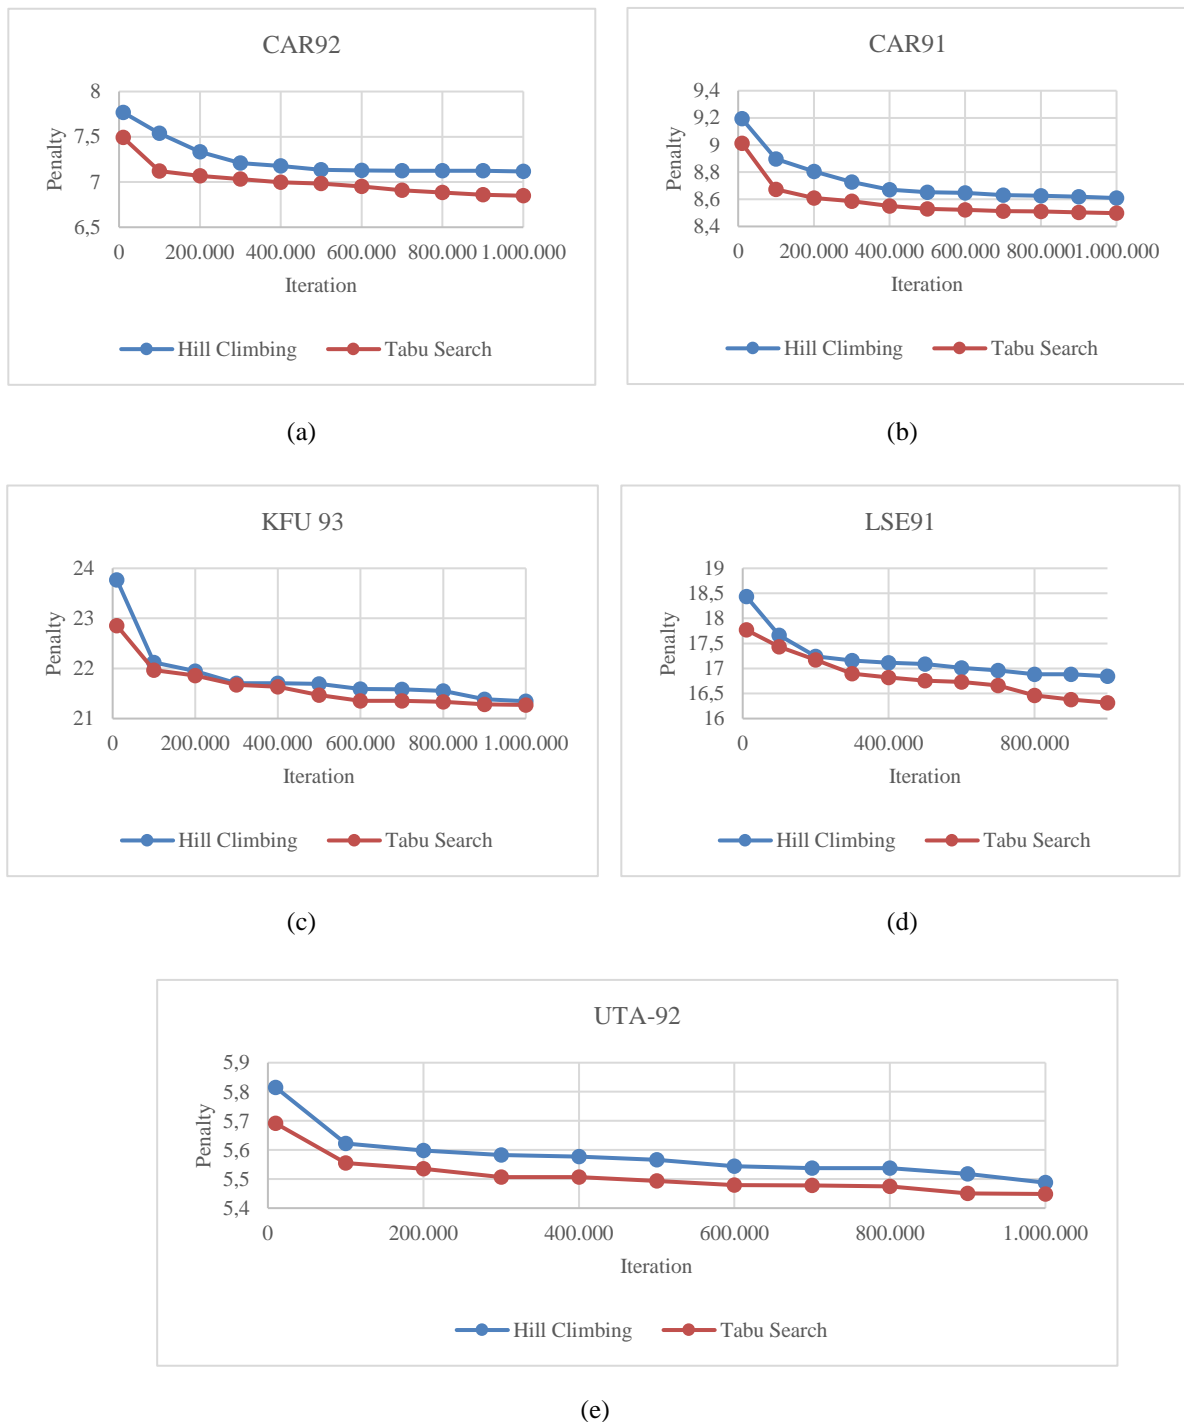 CAR92
8
7,5
7
6,5
Penalty
0 200.000 400.000 600.000 800.000 1.000.000
Iteration
Hill Climbing Tabu Search
(a)
CAR91
9,4
9,2
9
8,8
8,6
8,4
Penalty
0 200.000 400.000 600.000 800.000 1.000.000
Iteration
Hill Climbing Tabu Search
(b)
KFU 93
24
23
22
21
Penalty
0 200.000 400.000 600.000 800.000 1.000.000
Iteration
Hill Climbing Tabu Search
(c)
LSE91
19
18,5
18
17,5
17
16,5
16
Penalty
0 400.000 800.000
Iteration
Hill Climbing Tabu Search
(d)
UTA-92
5,9
5,8
5,7
5,6
5,5
5,4
Penalty
0 200.000 400.000 600.000 800.000 1.000.000
Iteration
Hill Climbing Tabu Search
(e)